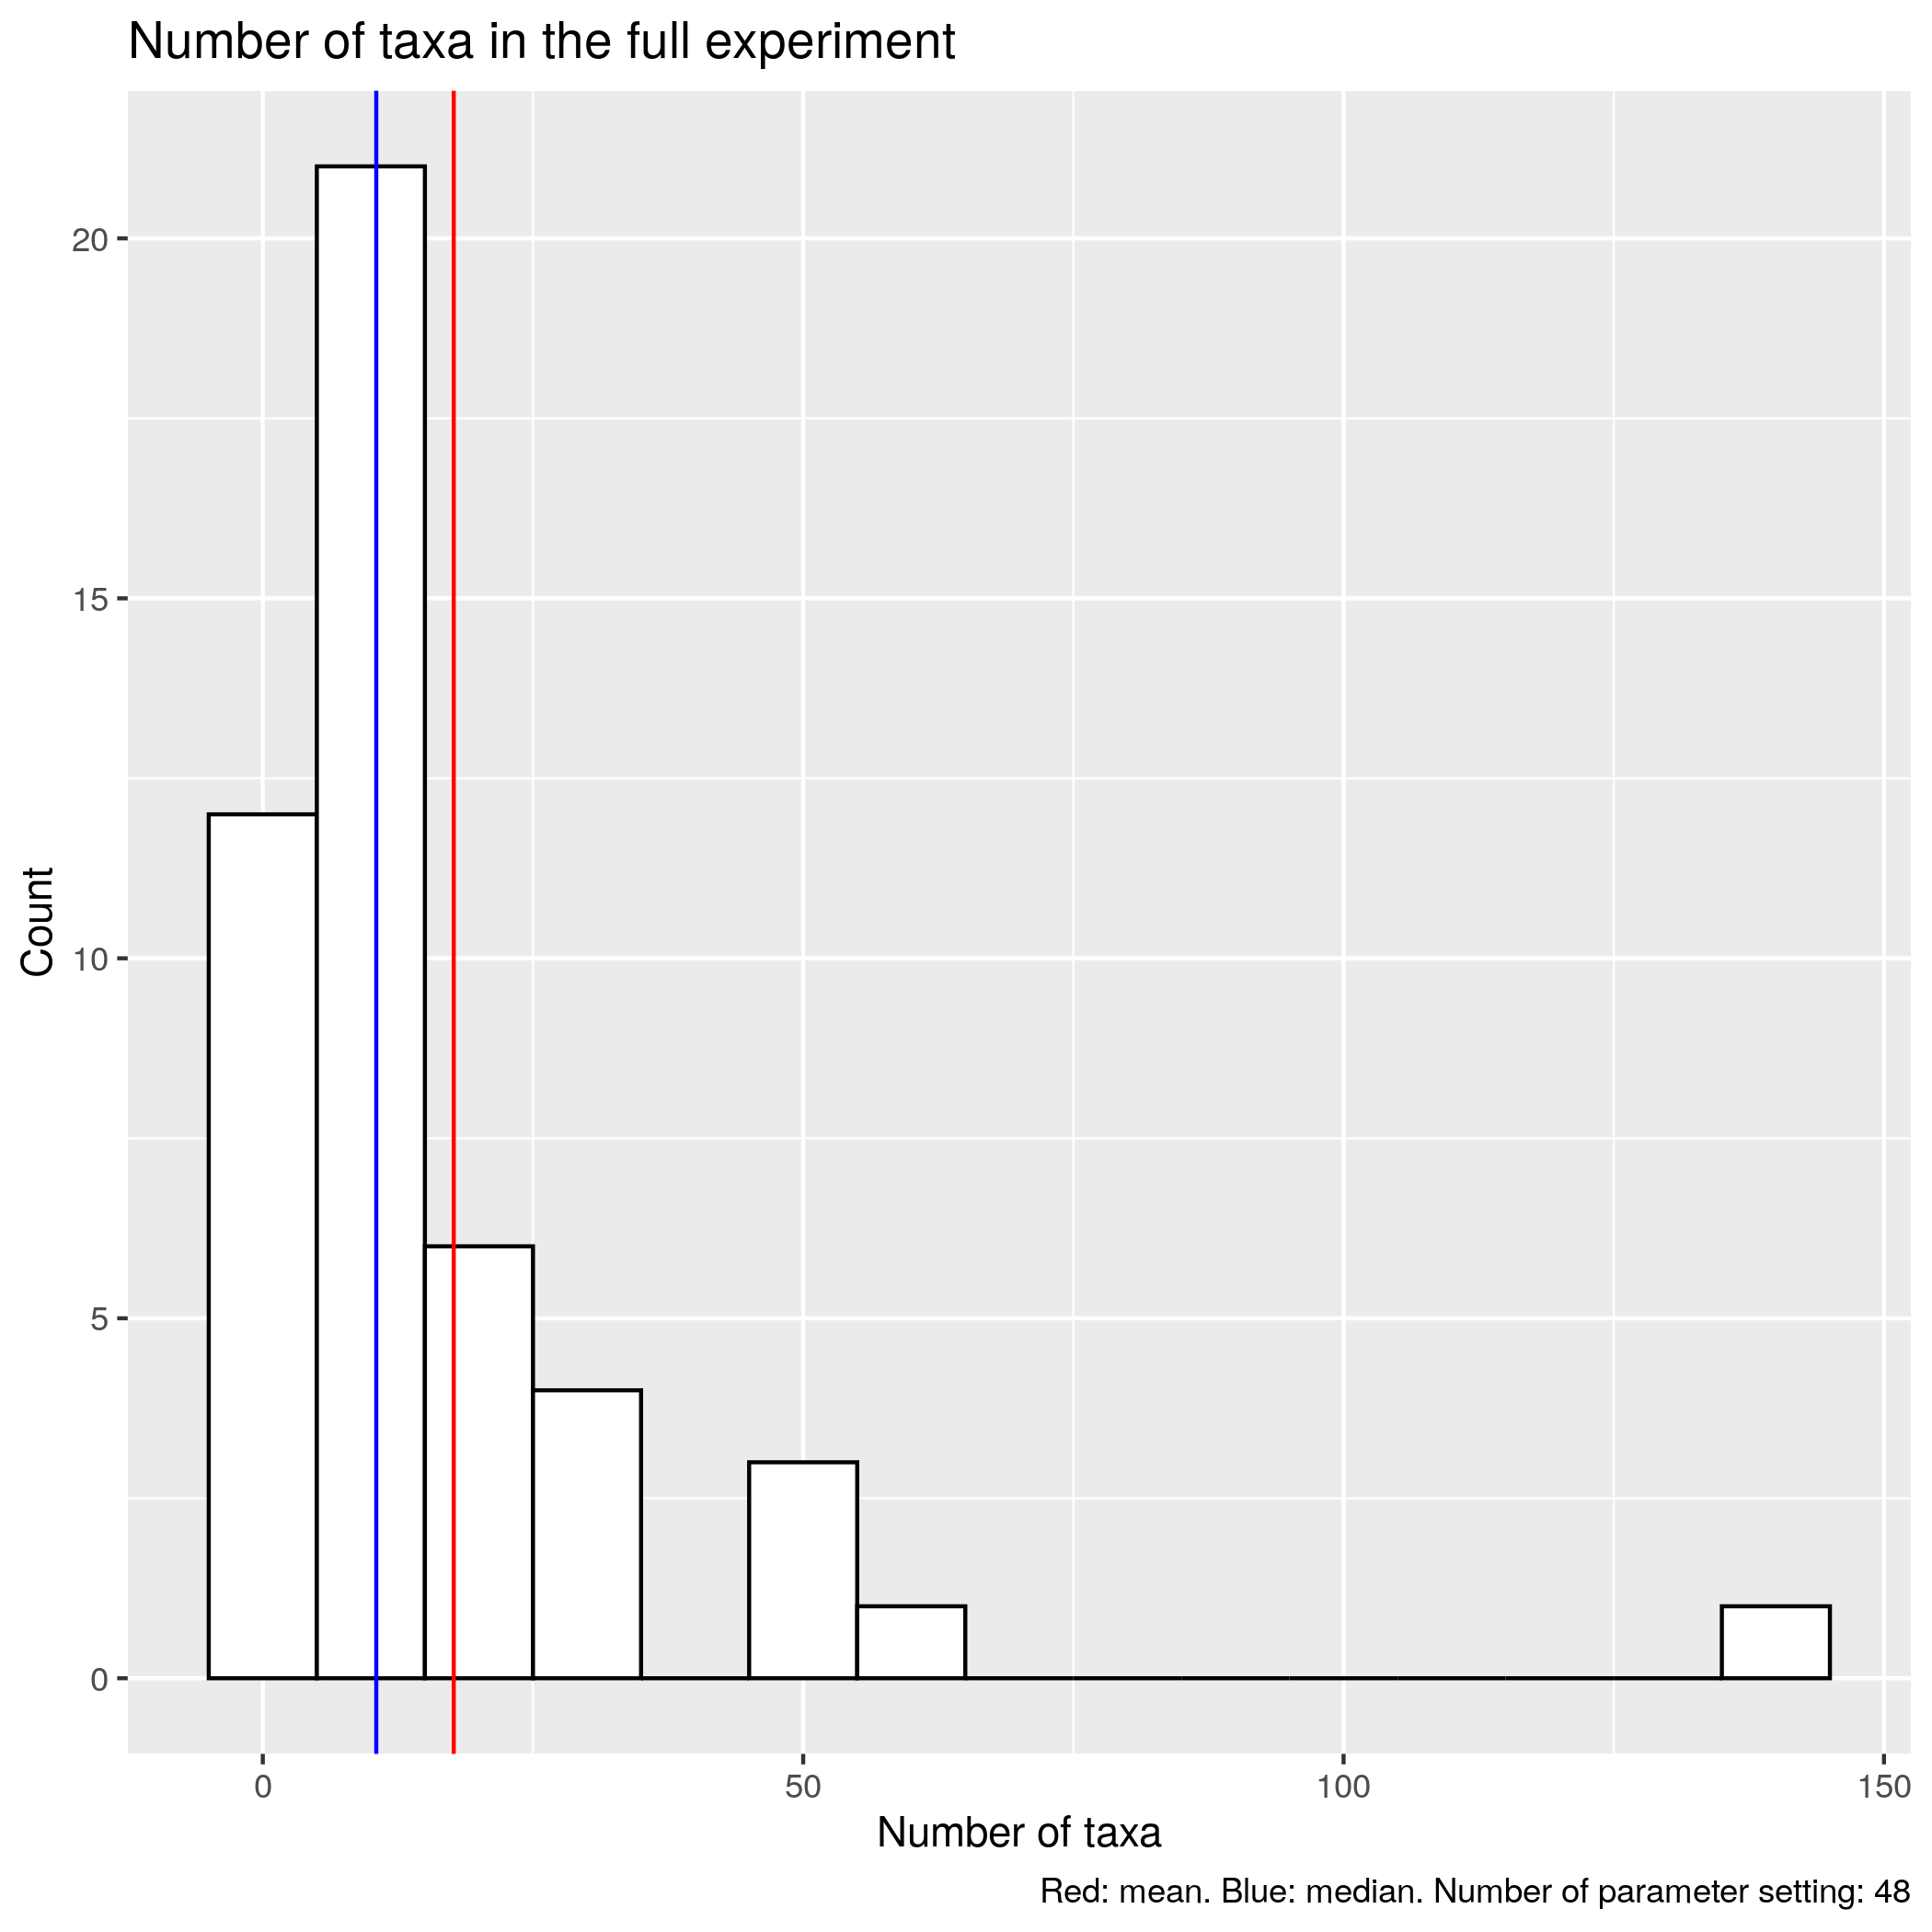 Number of taxa in the full experiment
20
15
10
5
0
Count
0 50 100 150
Number of taxa
Red: mean. Blue: median. Number of parameter setting: 48